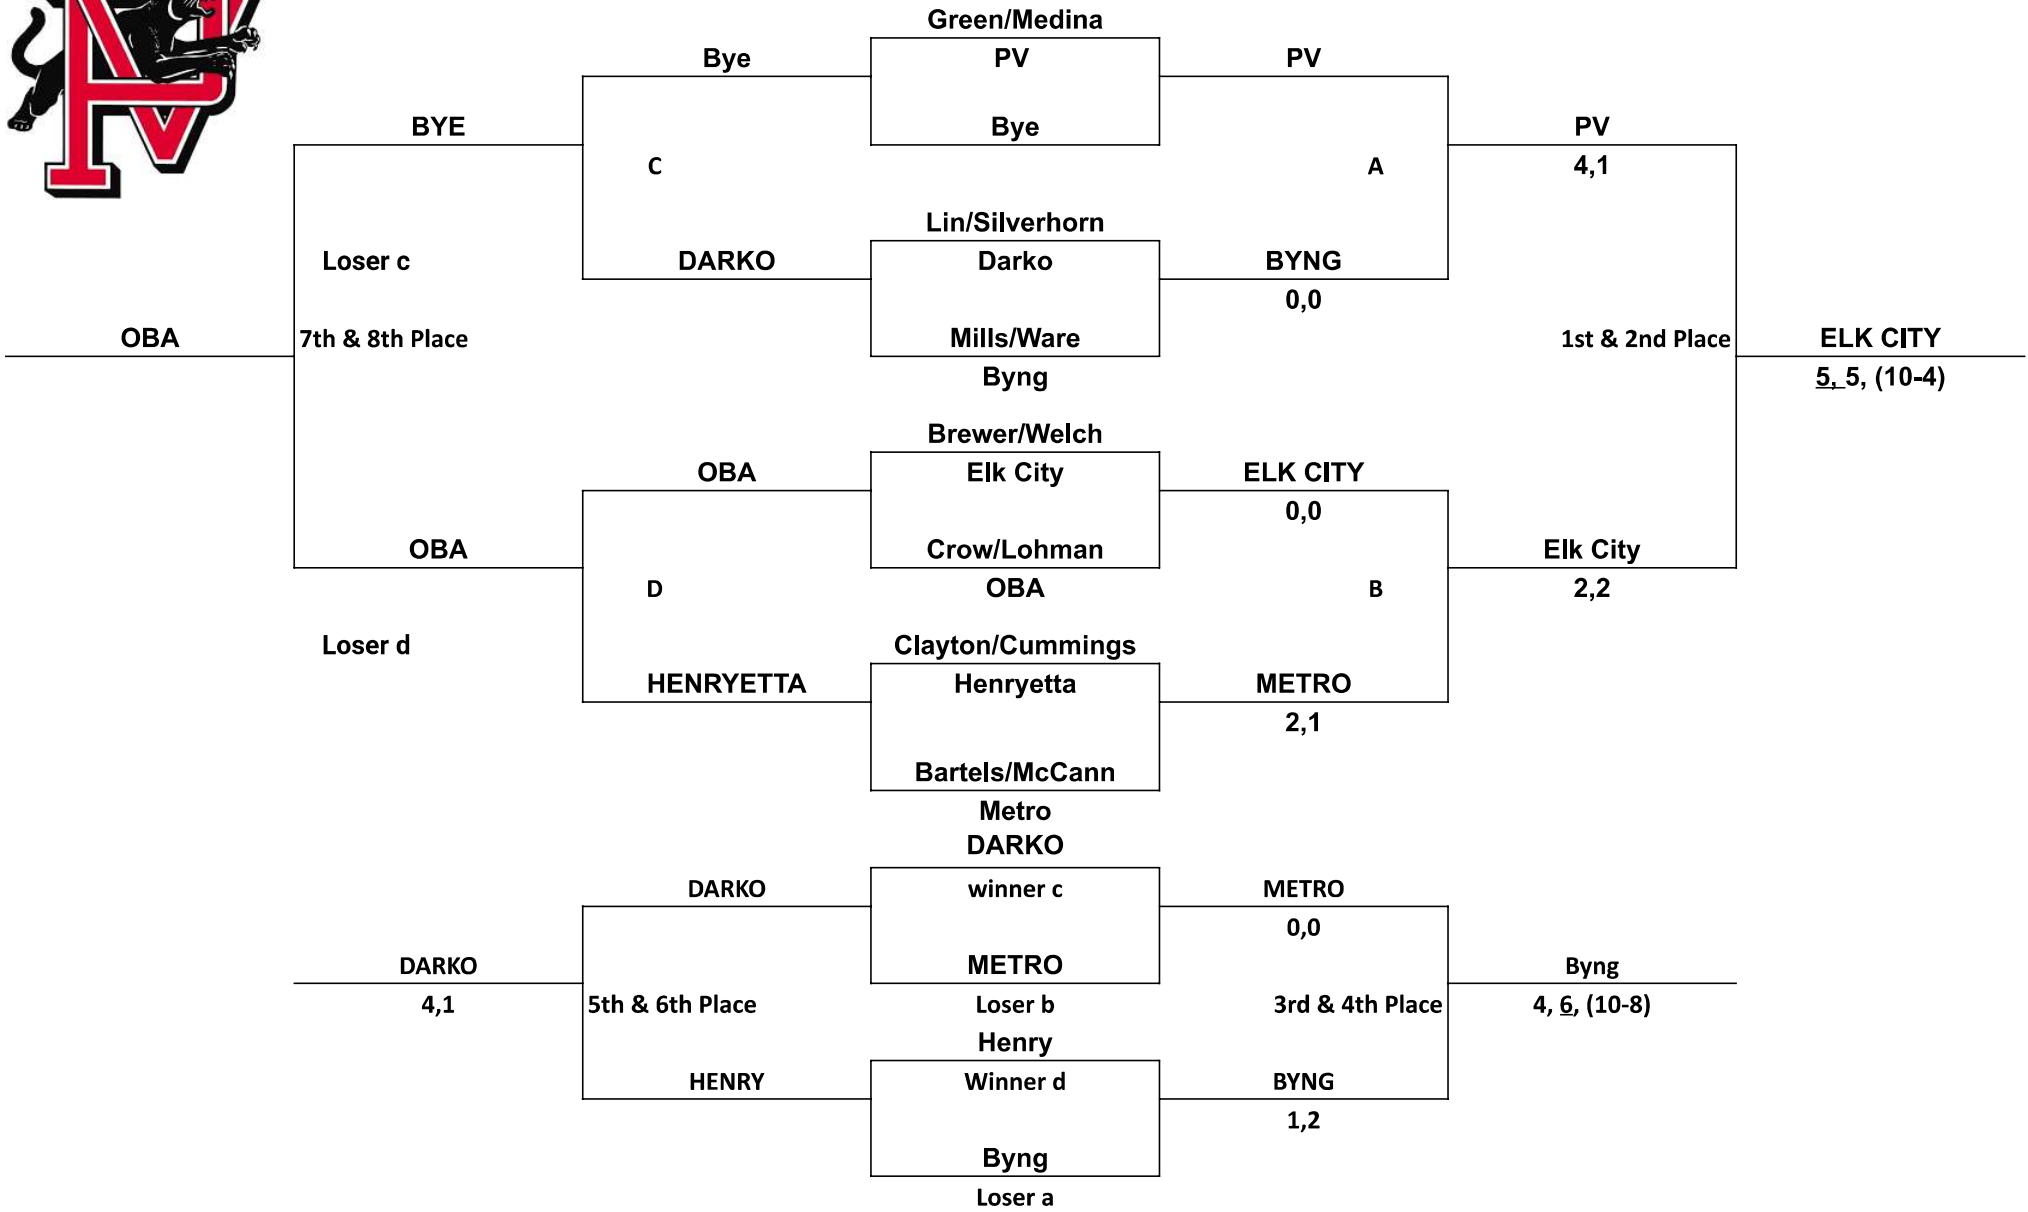 Green/Medina
Bye PV PV
BYE Bye PV
C A 4,1
Lin/Silverhorn
Loser c DARKO Darko BYNG
0,0
OBA 7th & 8th Place Mills/Ware 1st & 2nd Place ELK CITY
Byng 5, 5, (10-4)
Brewer/Welch
OBA Elk City ELK CITY
0,0
OBA Crow/Lohman Elk City
D OBA B 2,2
Loser d Clayton/Cummings
HENRYETTA Henryetta METRO
2,1
Bartels/McCann
Metro
DARKO
DARKO winner c METRO
0,0
DARKO METRO Byng
4,1 5th & 6th Place Loser b 3rd & 4th Place 4, 6, (10-8)
Henry
HENRY Winner d BYNG
1,2
Byng
Loser a